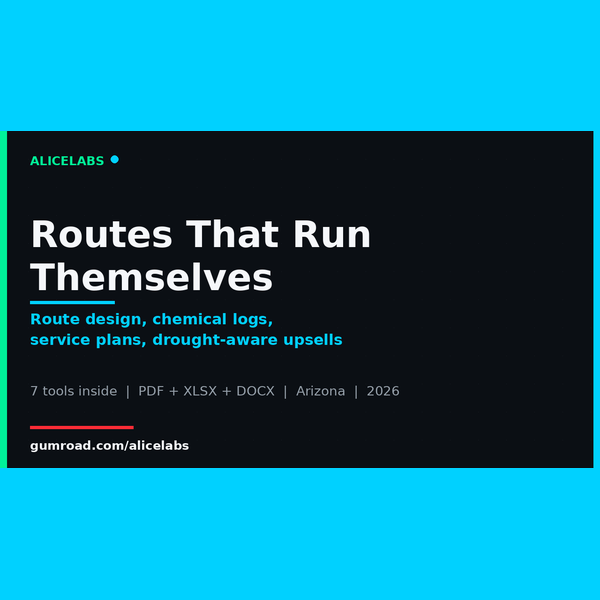 ALICELABS
Routes That Run
Themselves
Route design, chemical logs,
service plans, drought-aware upsells
7 tools inside | PDF + XLSX + DOCX | Arizona | 2026
gumroad.com/alicelabs